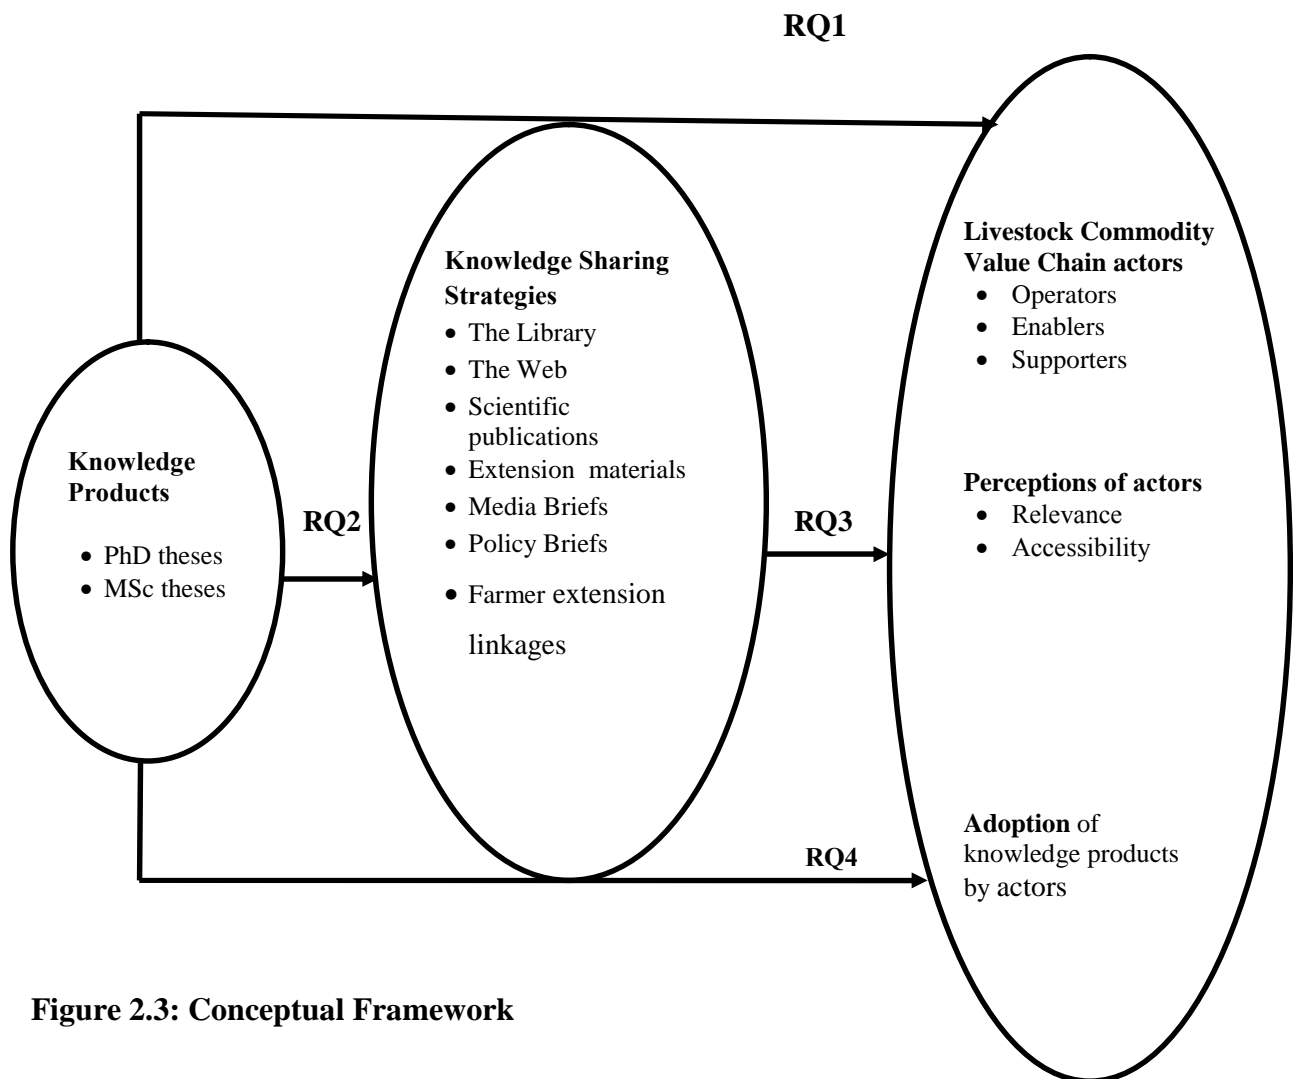 RQ1
Knowledge
Products
• PhD theses
• MSc theses
RQ2
Knowledge Sharing
Strategies
• The Library
• The Web
• Scientific
publications
• Extension materials
• Media Briefs
• Policy Briefs
• Farmer extension
linkages
RQ3
RQ4
Livestock Commodity
Value Chain actors
• Operators
• Enablers
• Supporters
Perceptions of actors
• Relevance
• Accessibility
Adoption of
knowledge products
by actors
Figure 2.3: Conceptual Framework